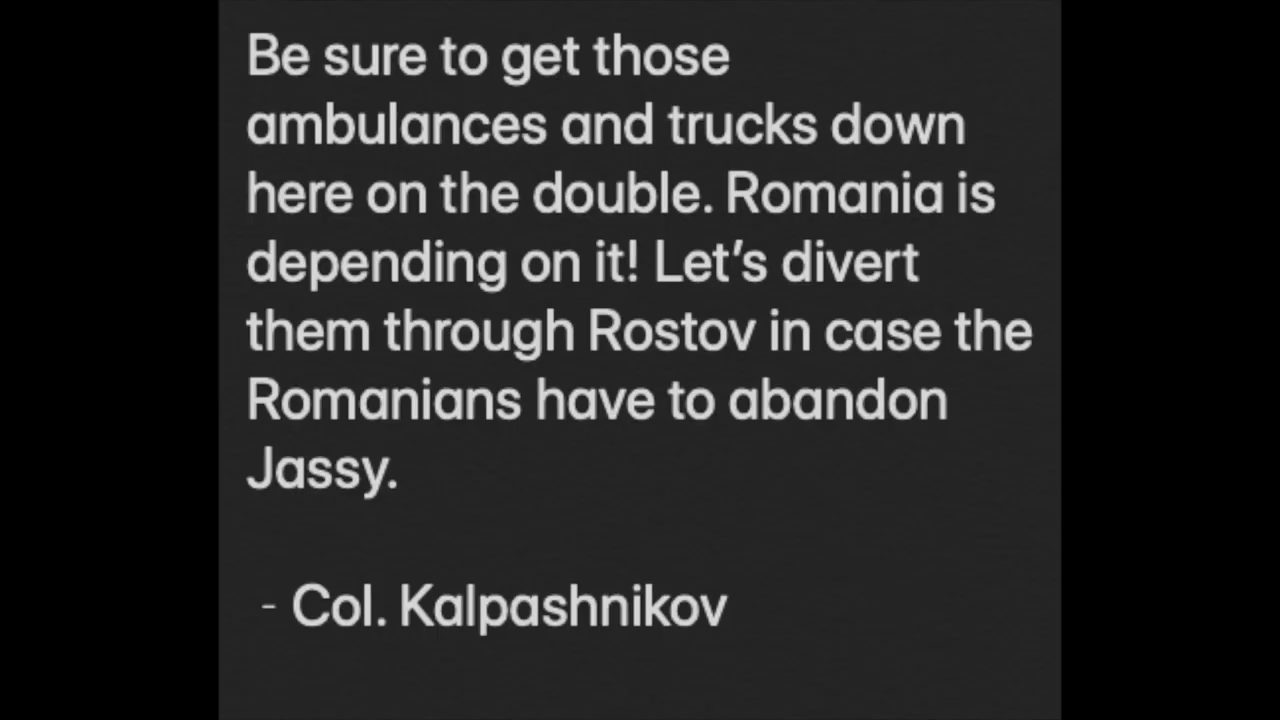 Be sure to get those
ambulances and trucks down
here on the double. Romania is
depending on it! Let’s divert
them through Rostov in case the
Romanians have to abandon
Jassy.
- Col. Kalpashnikov